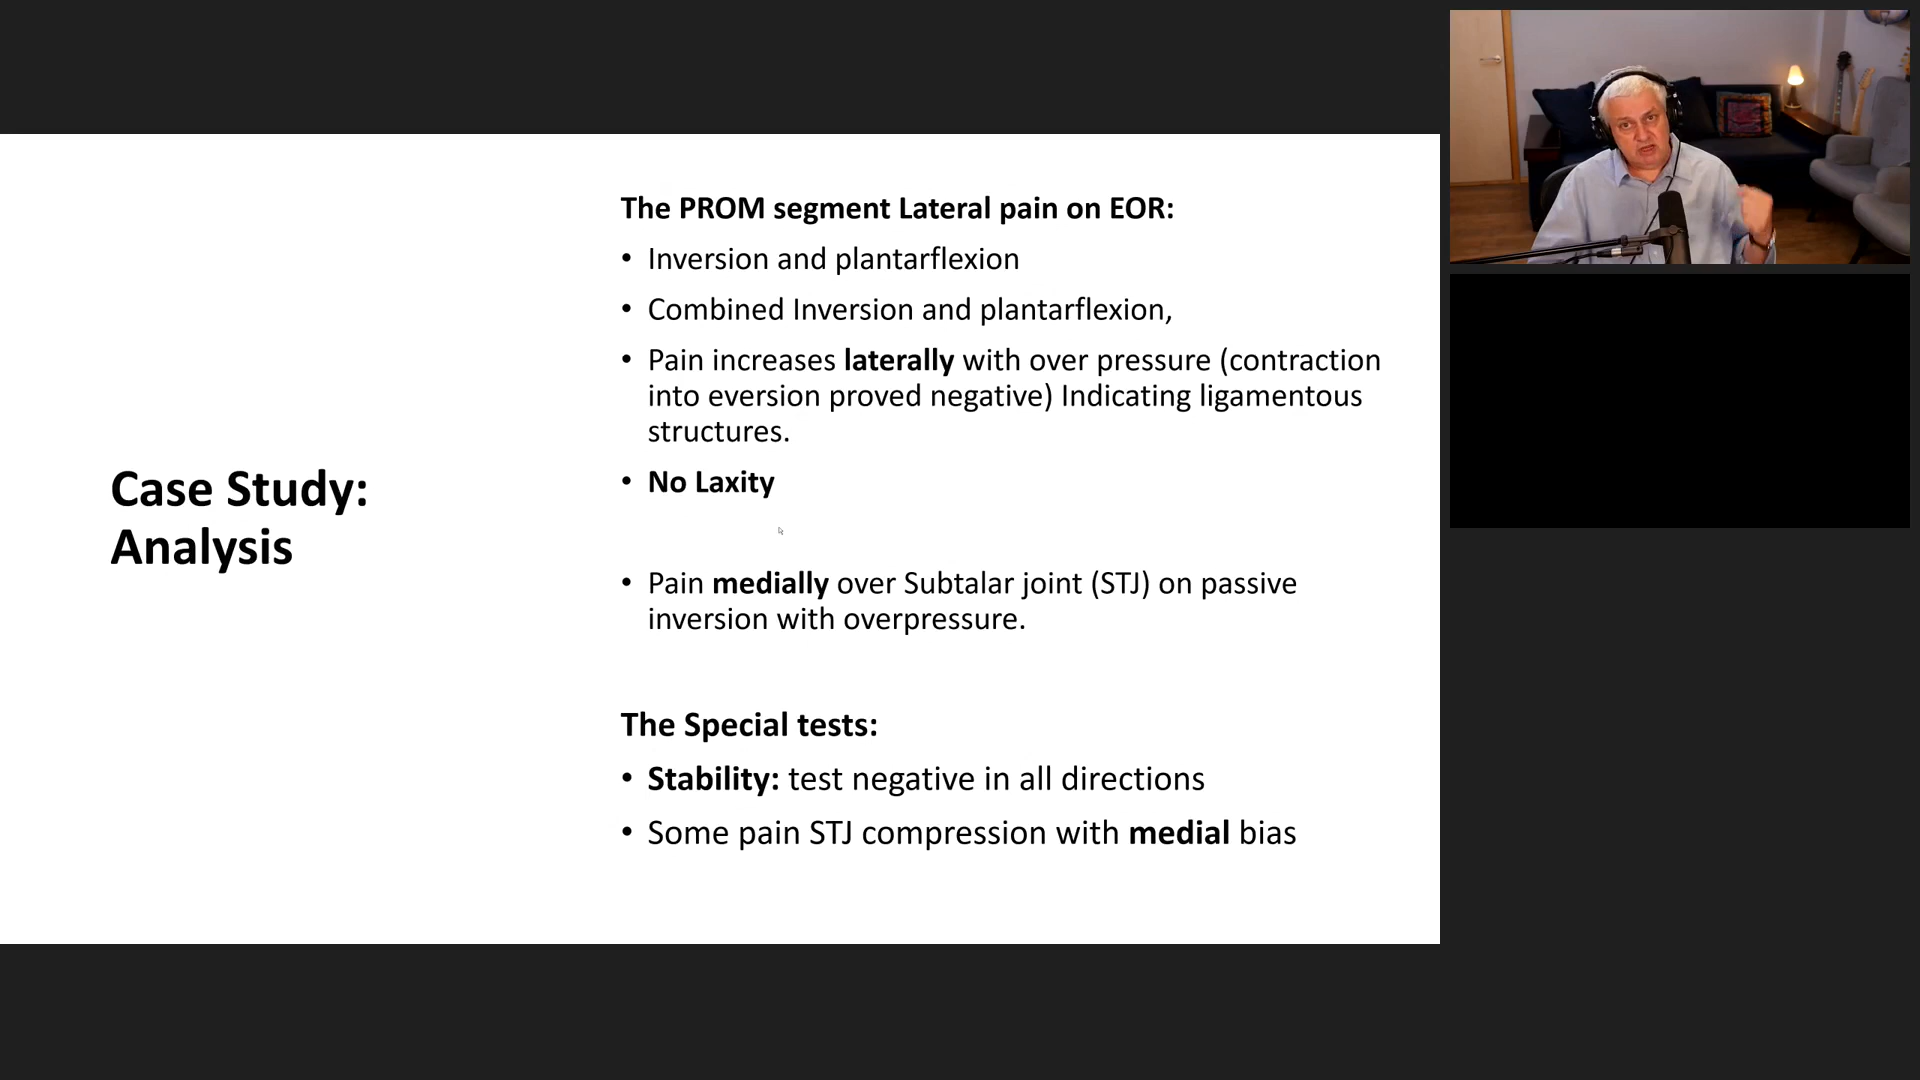 Case Study:
Analysis
The PROM segment Lateral pain on EOR:
• Inversion and plantarflexion
• Combined Inversion and plantarflexion,
• Pain increases laterally with over pressure (contraction
into eversion proved negative) Indicating ligamentous
structures.
• No Laxity
• Pain medially over Subtalar joint (STJ) on passive
inversion with overpressure.
The Special tests:
• Stability: test negative in all directions
• Some pain STJ compression with medial bias